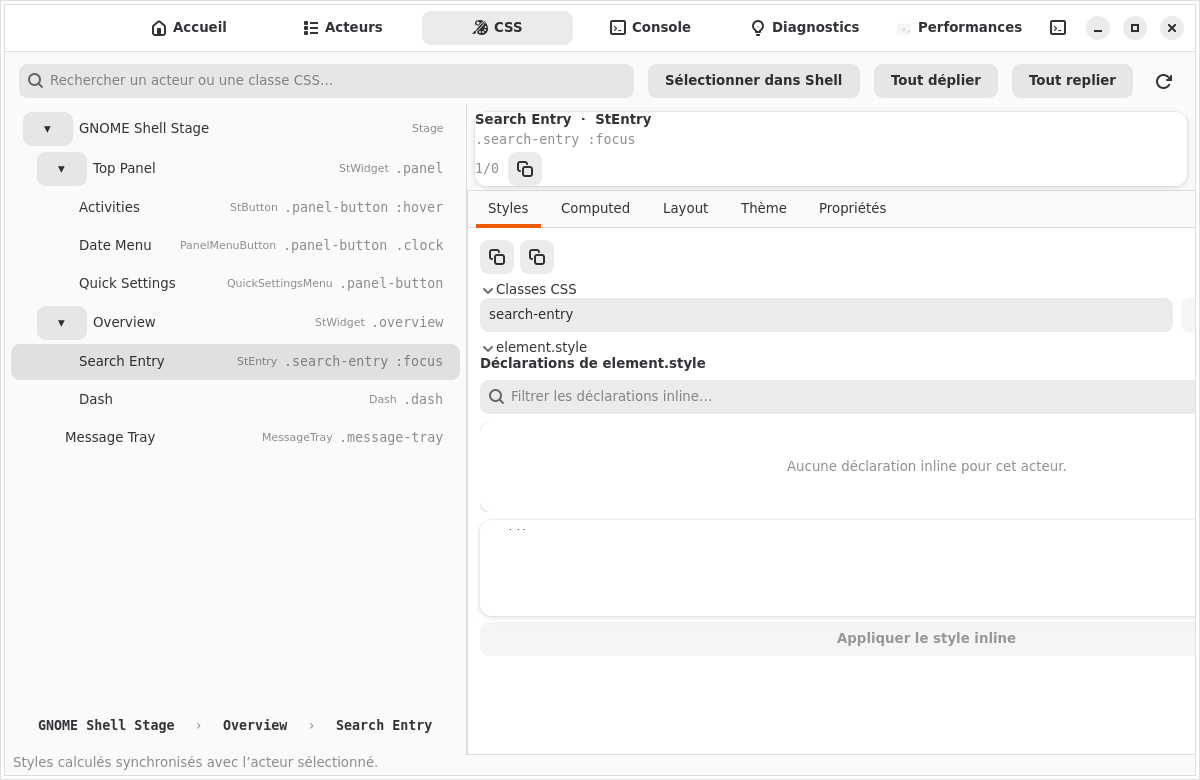 Accueil Acteurs CSS Console Diagnostics Performances
Rechercher un acteur ou une classe CSS… Sélectionner dans Shell Tout déplier Tout replier
▾ GNOME Shell Stage Stage
▾ Top Panel StWidget .panel
Activities StButton .panel-button :hover
Date Menu PanelMenuButton .panel-button .clock
Quick Settings QuickSettingsMenu .panel-button
▾ Overview StWidget .overview
Search Entry StEntry .search-entry :focus
Dash Dash .dash
Message Tray MessageTray .message-tray
GNOME Shell Stage › Overview › Search Entry
Search Entry · StEntry
.search-entry :focus
1/0
Styles Computed Layout Thème Propriétés
Classes CSS
search-entry
element.style
Déclarations de element.style
Filtrer les déclarations inline…
Aucune déclaration inline pour cet acteur.
Appliquer le style inline
Styles calculés synchronisés avec l’acteur sélectionné.